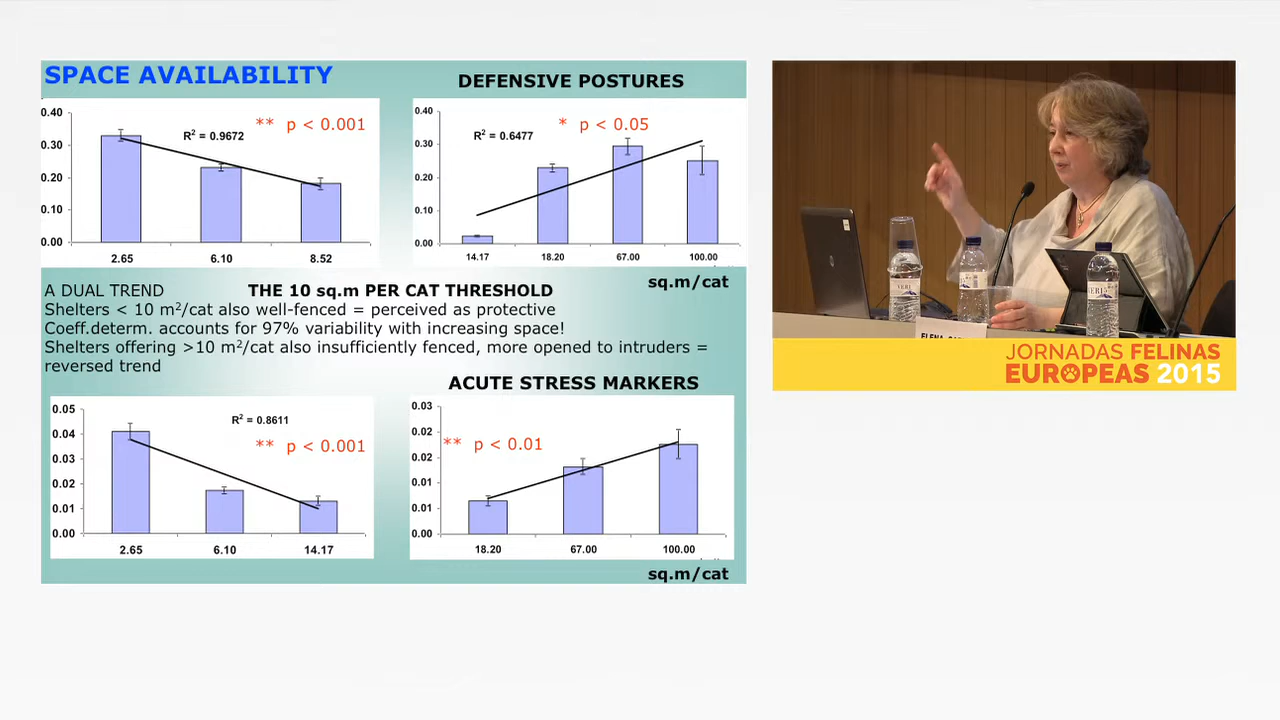 SPACE AVAILABILITY
DEFENSIVE POSTURES
0.40
0.30
0.20
0.10
0.00
R² = 0.9672
** p < 0.001
2.65 6.10 8.52
0.40
0.30
0.20
0.10
0.00
R² = 0.6477
* p < 0.05
14.17 18.20 67.00 100.00
sq.m/cat
A DUAL TREND THE 10 sq.m PER CAT THRESHOLD
Shelters < 10 m²/cat also well-fenced = perceived as protective
Coeff.determ. accounts for 97% variability with increasing space!
Shelters offering >10 m²/cat also insufficiently fenced, more opened to intruders =
reversed trend
ACUTE STRESS MARKERS
0.05
0.04
0.03
0.02
0.01
0.00
R² = 0.8611
** p < 0.001
2.65 6.10 14.17
0.03
0.02
0.02
0.01
0.01
0.00
** p < 0.01
18.20 67.00 100.00
sq.m/cat
ELENA
JORNADAS FELINAS
EUROPEAS 2015